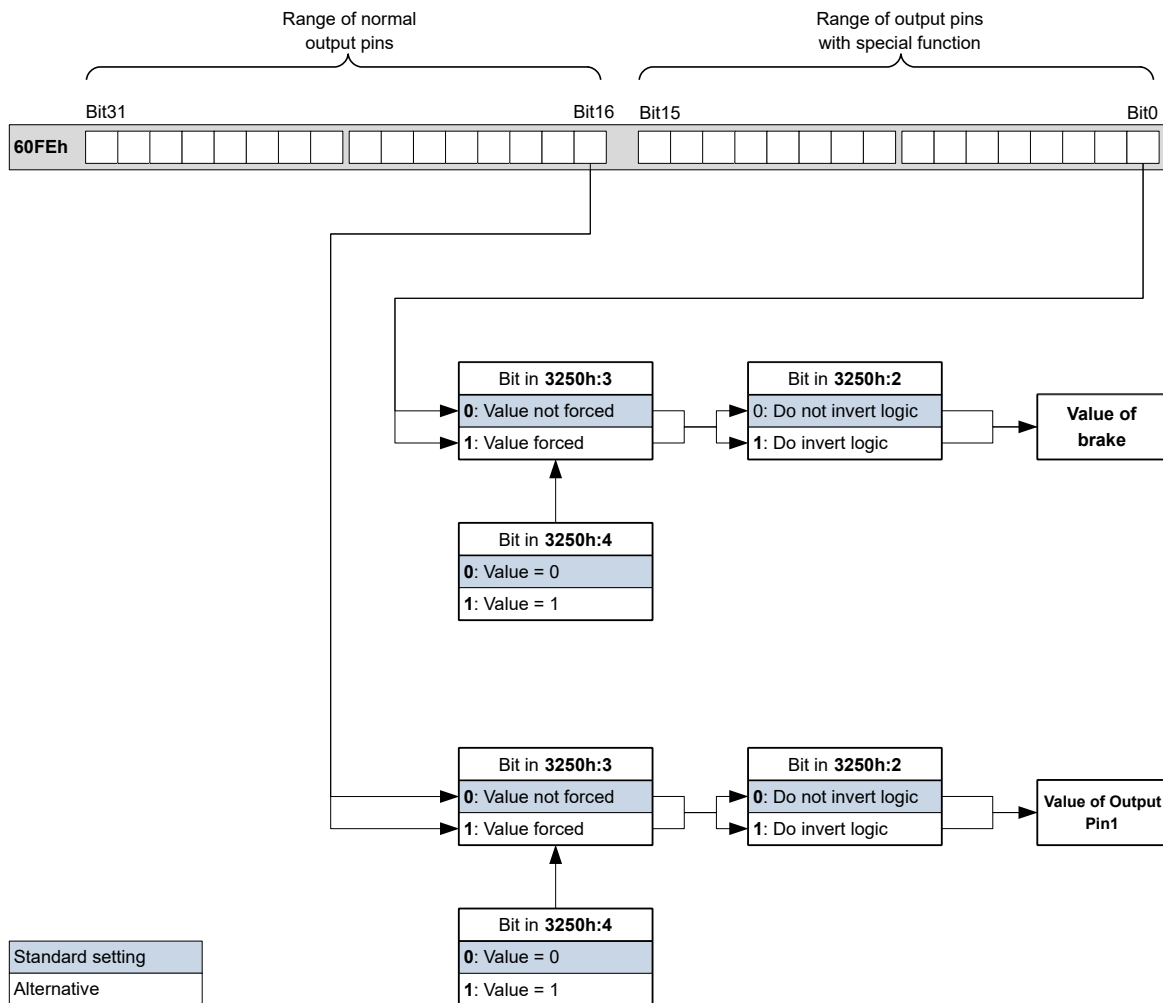 Range of normal
output pins
Range of output pins
with special function
Bit31
Bit16
Bit15
Bit0
60FEh
Bit in 3250h:3
0: Value not forced
1: Value forced
Bit in 3250h:2
0: Do not invert logic
1: Do invert logic
Value of
brake
Bit in 3250h:4
0: Value = 0
1: Value = 1
Bit in 3250h:3
0: Value not forced
1: Value forced
Bit in 3250h:2
0: Do not invert logic
1: Do invert logic
Value of Output
Pin1
Bit in 3250h:4
0: Value = 0
1: Value = 1
Standard setting
Alternative